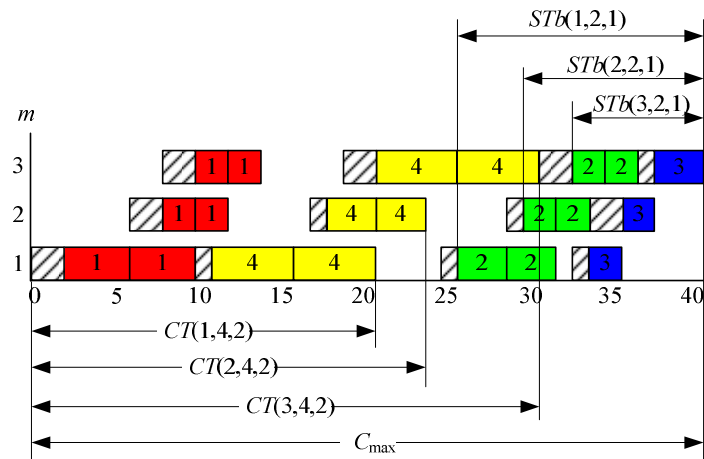 STb(1,2,1)
STb(2,2,1)
STb(3,2,1)
m
3 1 1 4 4 2 2 3
2 1 1 4 4 2 2 3
1 1 1 4 4 2 2 3
0 5 10 15 20 25 30 35 40
CT(1,4,2)
CT(2,4,2)
CT(3,4,2)
Cmax